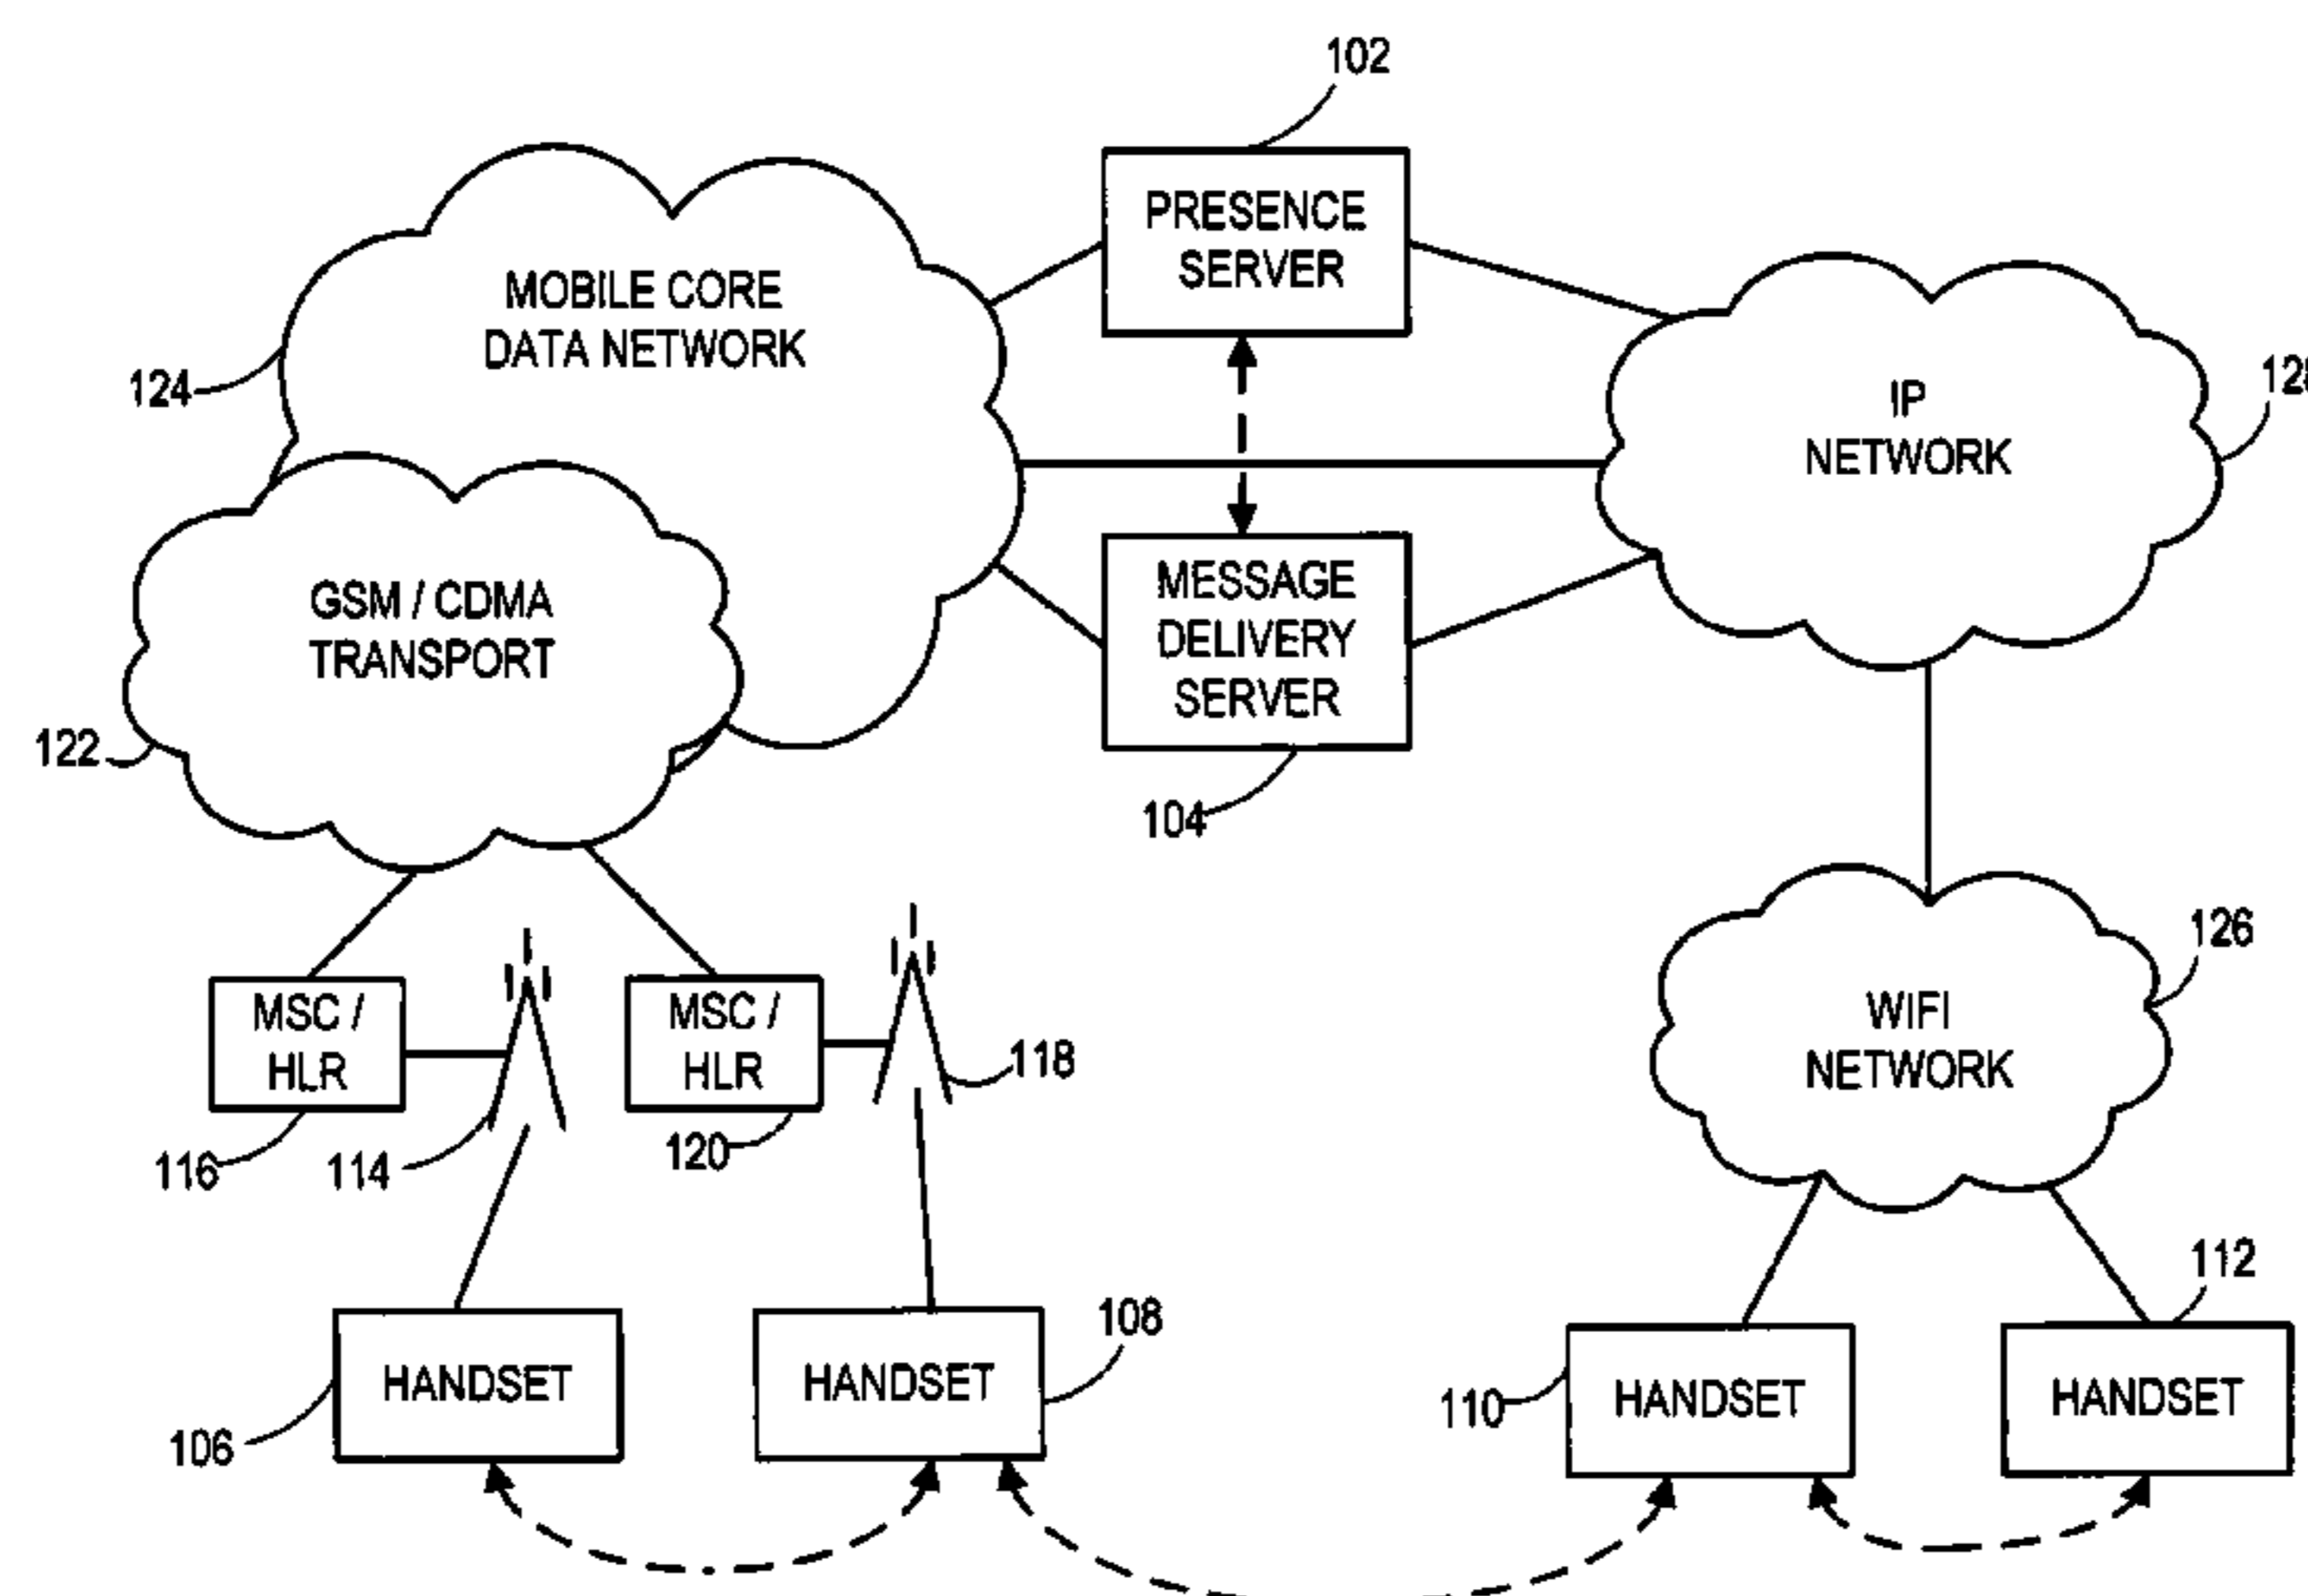 102
PRESENCE
SERVER
MOBILE CORE
DATA NETWORK
124
IP
NETWORK
GSM / CDMA
TRANSPORT
122
MESSAGE
DELIVERY
SERVER
104
126
WIFI
NETWORK
MSC /
HLR
MSC /
HLR
118
116
114
120
112
108
HANDSET
HANDSET
110
HANDSET
HANDSET
106